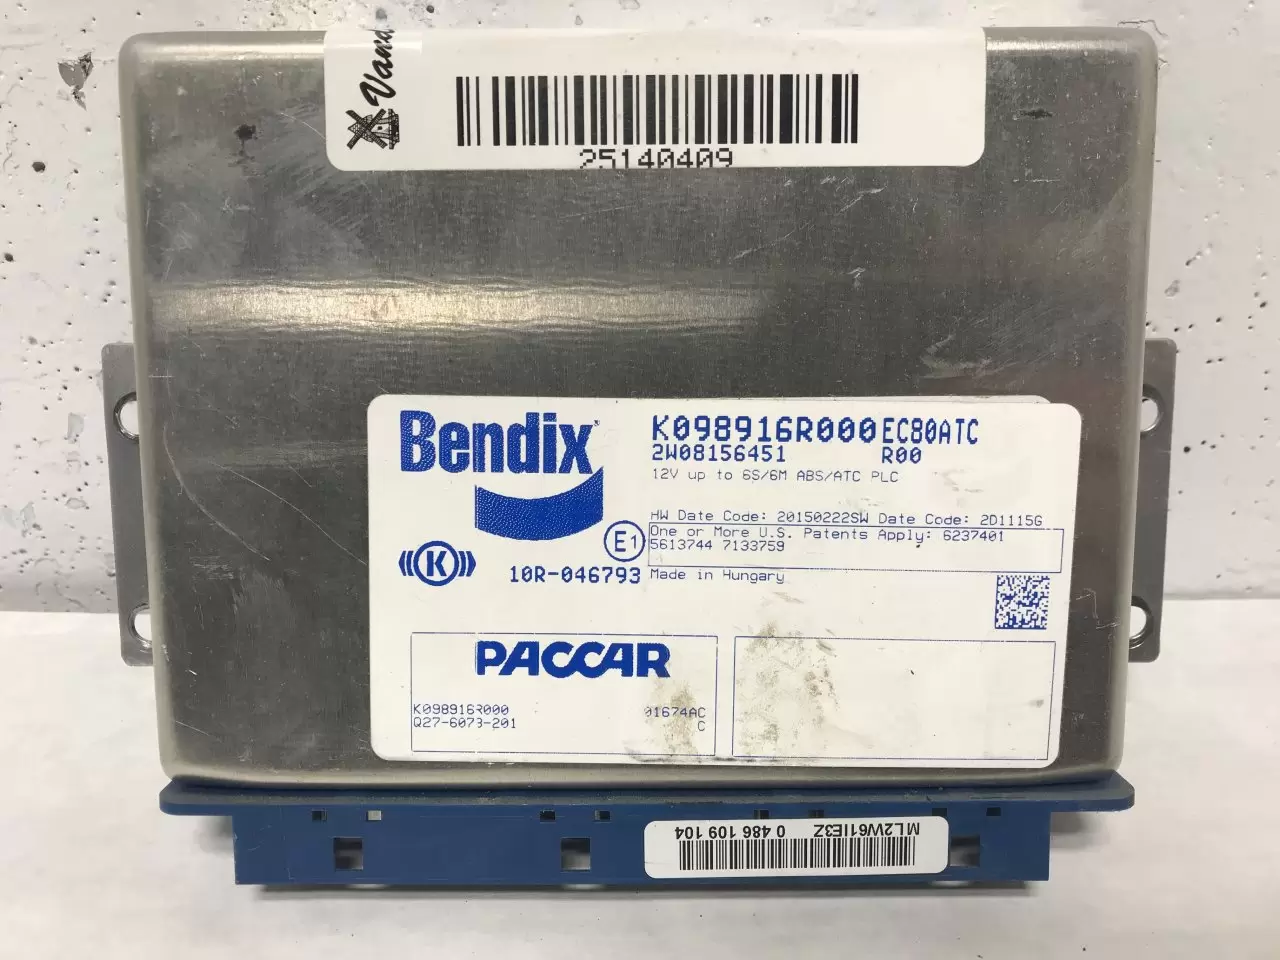 25140409
Bendix
K098916R000 EC80ATC
2W08156451 R00
12V up to 6S/6M ABS/ATC PLC
HW Date Code: 20150222SW Date Code: 2D1115G
One or More U.S. Patents Apply: 6237401
5613744 7133759
E1
K
10R-046793
Made in Hungary
PACCAR
K098916R000 01674AC
Q27-6073-201 C
ML2W611IE3Z 0 486 109 104